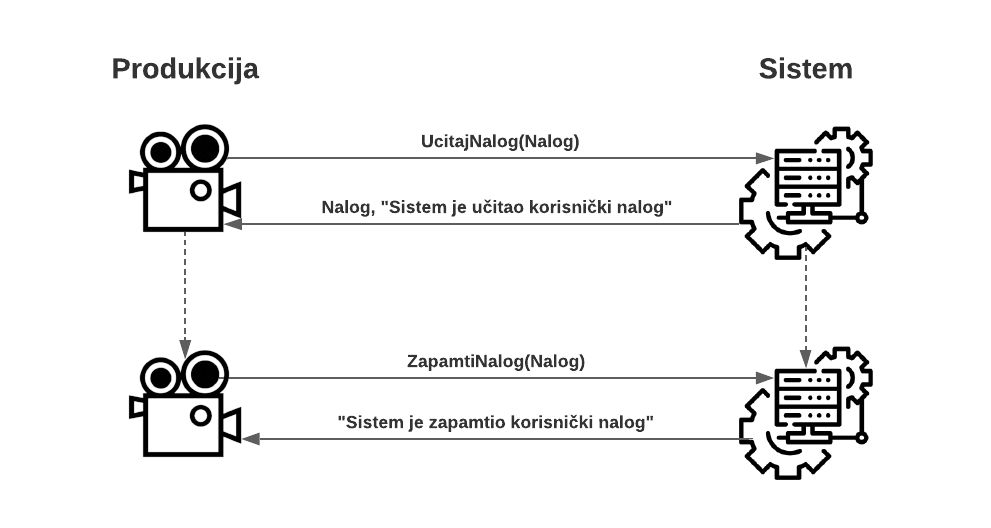 Produkcija
Sistem
UcitajNalog(Nalog)
Nalog, "Sistem je učitao korisnički nalog"
ZapamtiNalog(Nalog)
"Sistem je zapamtio korisnički nalog"